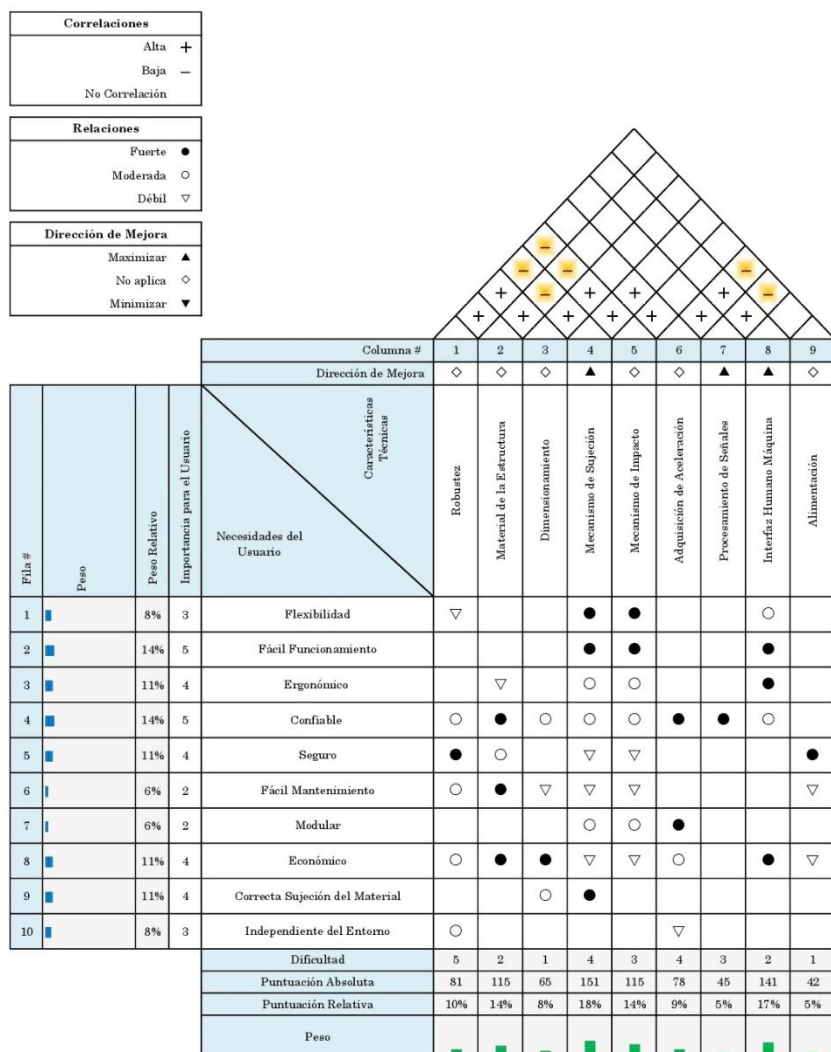 Correlaciones
Alta +
Baja −
No Correlación
Relaciones
Fuerte ●
Moderada ○
Débil ▽
Dirección de Mejora
Maximizar ▲
No aplica ◇
Minimizar ▼
− 
− − −
+ − + + + −
+ + + + + + + +
Columna # 1 2 3 4 5 6 7 8 9
Dirección de Mejora ◇ ◇ ◇ ▲ ◇ ◇ ▲ ▲ ◇
Fila #
Peso
Peso Relativo
Importancia para el Usuario
Características
Técnicas
Necesidades del
Usuario
Robustez
Material de la Estructura
Dimensionamiento
Mecanismo de Sujeción
Mecanismo de Impacto
Adquisición de Aceleración
Procesamiento de Señales
Interfaz Humano Máquina
Alimentación
1 8% 3 Flexibilidad ▽ ● ● ○
2 14% 5 Fácil Funcionamiento ● ● ●
3 11% 4 Ergonómico ▽ ○ ○ ●
4 14% 5 Confiable ○ ● ○ ○ ○ ● ● ○
5 11% 4 Seguro ● ○ ▽ ▽ ●
6 6% 2 Fácil Mantenimiento ○ ● ▽ ▽ ▽ ▽
7 6% 2 Modular ○ ○ ●
8 11% 4 Económico ○ ● ● ▽ ▽ ○ ● ▽
9 11% 4 Correcta Sujeción del Material ○ ●
10 8% 3 Independiente del Entorno ○ ▽
Dificultad 5 2 1 4 3 4 3 2 1
Puntuación Absoluta 81 115 65 151 115 78 45 141 42
Puntuación Relativa 10% 14% 8% 18% 14% 9% 5% 17% 5%
Peso